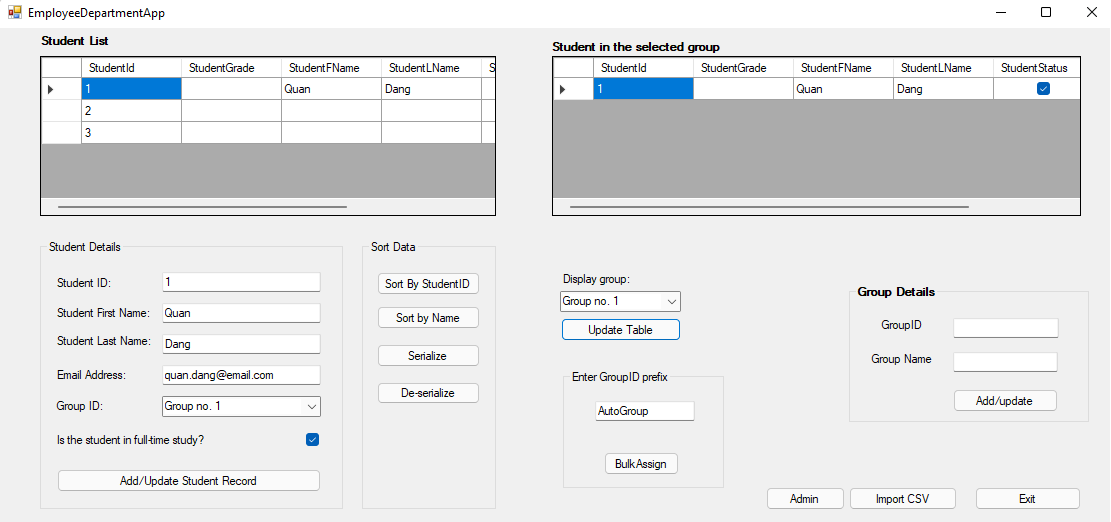 EmployeeDepartmentApp
Student List
StudentId StudentGrade StudentFName StudentLName S
1 Quan Dang
2
3
Student in the selected group
StudentId StudentGrade StudentFName StudentLName StudentStatus
1 Quan Dang
Student Details
Student ID: 1
Student First Name: Quan
Student Last Name: Dang
Email Address: quan.dang@email.com
Group ID: Group no. 1
Is the student in full-time study?
Add/Update Student Record
Sort Data
Sort By StudentID
Sort by Name
Serialize
De-serialize
Display group:
Group no. 1
Update Table
Enter GroupID prefix
AutoGroup
BulkAssign
Group Details
GroupID
Group Name
Add/update
Admin Import CSV Exit